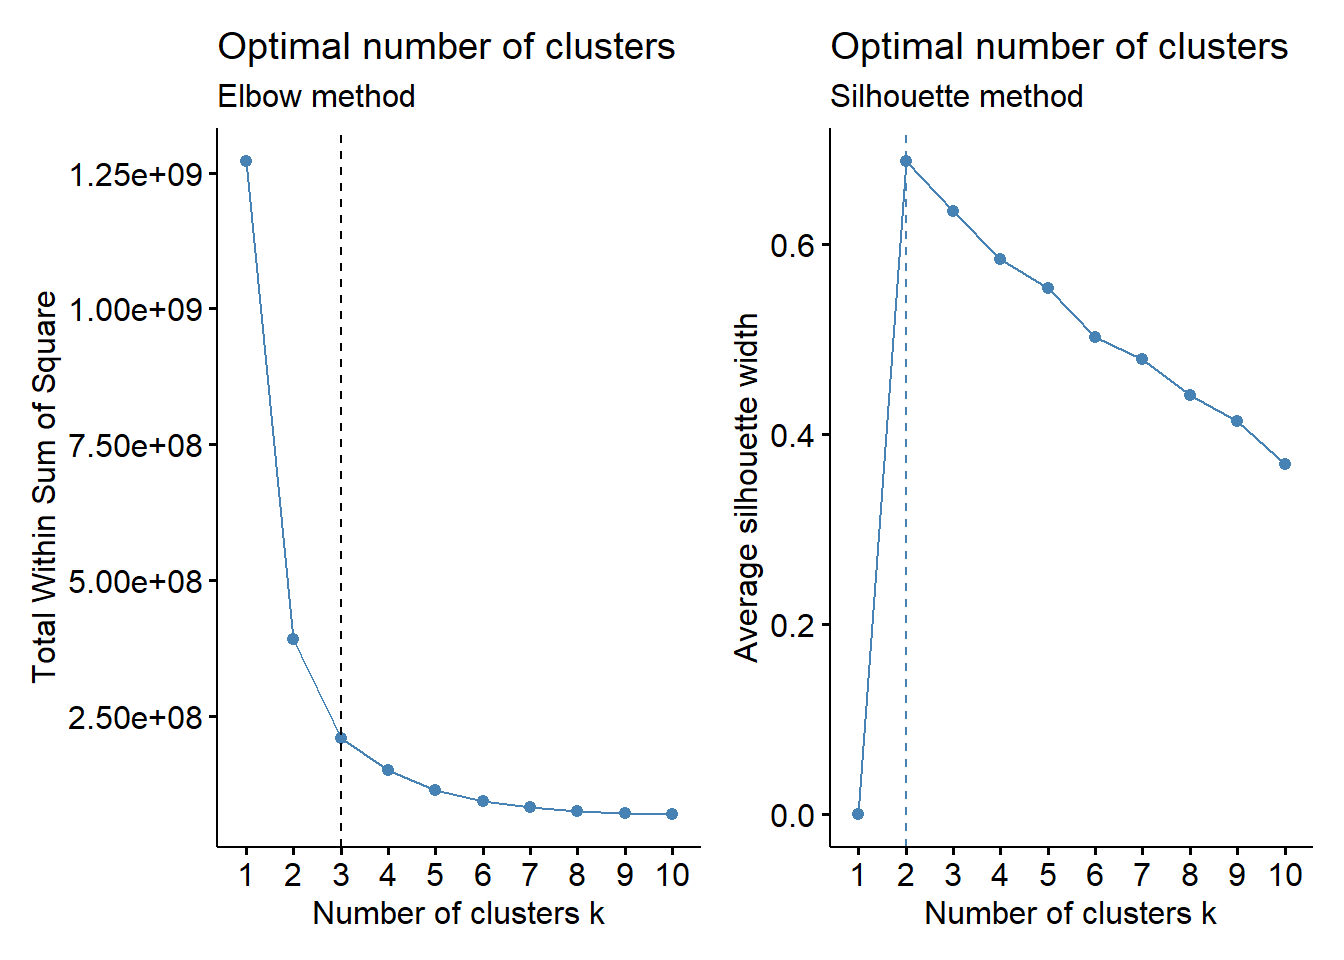 Optimal number of clusters
Elbow method
Total Within Sum of Square
1.25e+09
1.00e+09
7.50e+08
5.00e+08
2.50e+08
1 2 3 4 5 6 7 8 9 10
Number of clusters k
Optimal number of clusters
Silhouette method
Average silhouette width
0.6
0.4
0.2
0.0
1 2 3 4 5 6 7 8 9 10
Number of clusters k